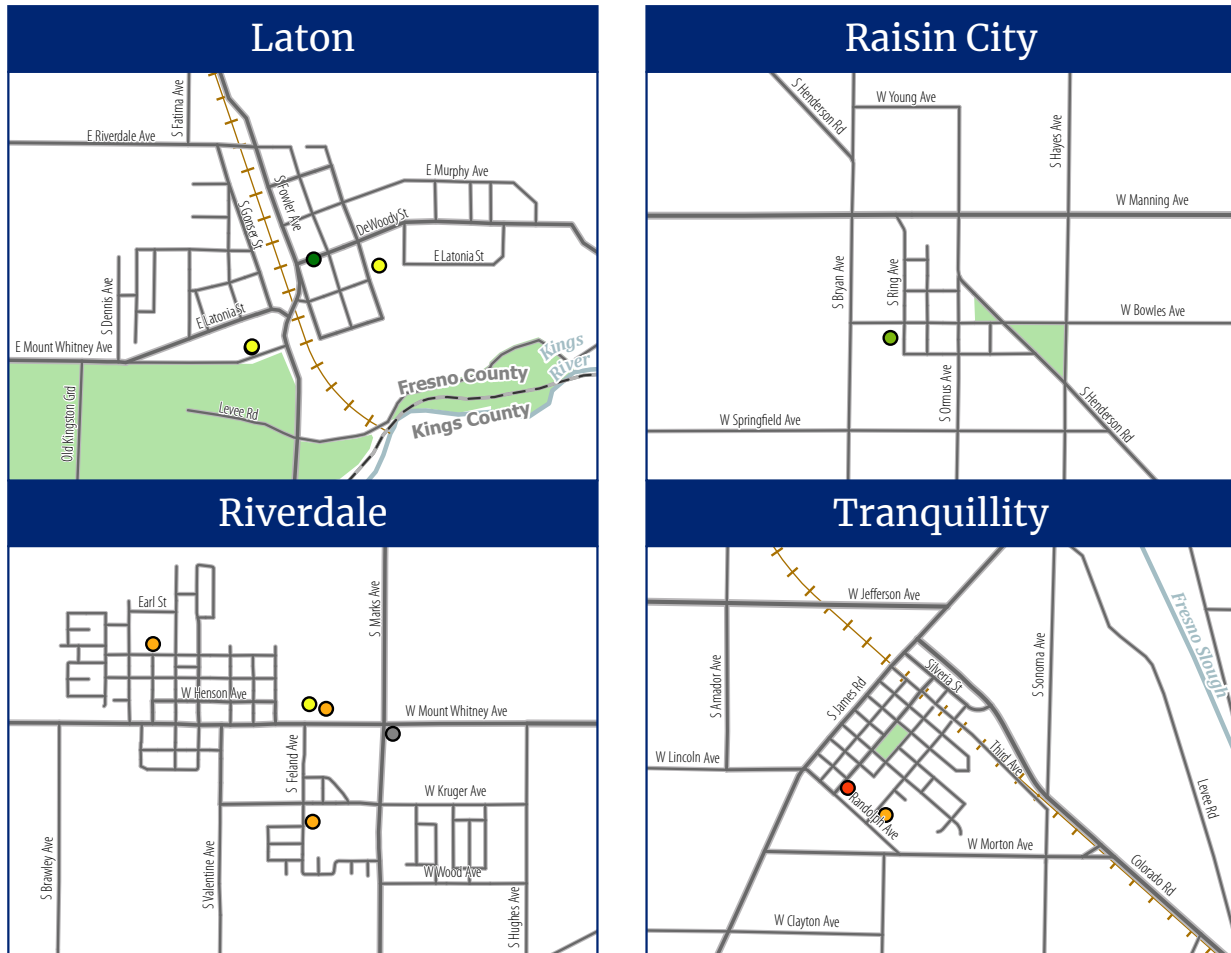 Laton
S Fatima Ave
E Riverdale Ave
S Fowler Ave
S Gonser St
E Murphy Ave
DeWoody St
E Latonia St
S Dennis Ave
E Latonia St
E Mount Whitney Ave
Old Kingston Grd
Levee Rd
Fresno County
Kings County
Kings
River
Raisin City
S Henderson Rd
W Young Ave
S Hayes Ave
W Manning Ave
S Bryan Ave
S Ring Ave
W Bowles Ave
S Ormus Ave
S Henderson Rd
W Springfield Ave
Riverdale
Earl St
S Marks Ave
W Henson Ave
W Mount Whitney Ave
S Feland Ave
W Kruger Ave
S Brawley Ave
S Valentine Ave
W Wood Ave
S Hughes Ave
Tranquillity
W Jefferson Ave
Fresno Slough
S Amador Ave
S James Rd
Silveria St
S Sonoma Ave
W Lincoln Ave
Third Ave
Levee Rd
Randolph Ave
W Morton Ave
Colorado Rd
W Clayton Ave